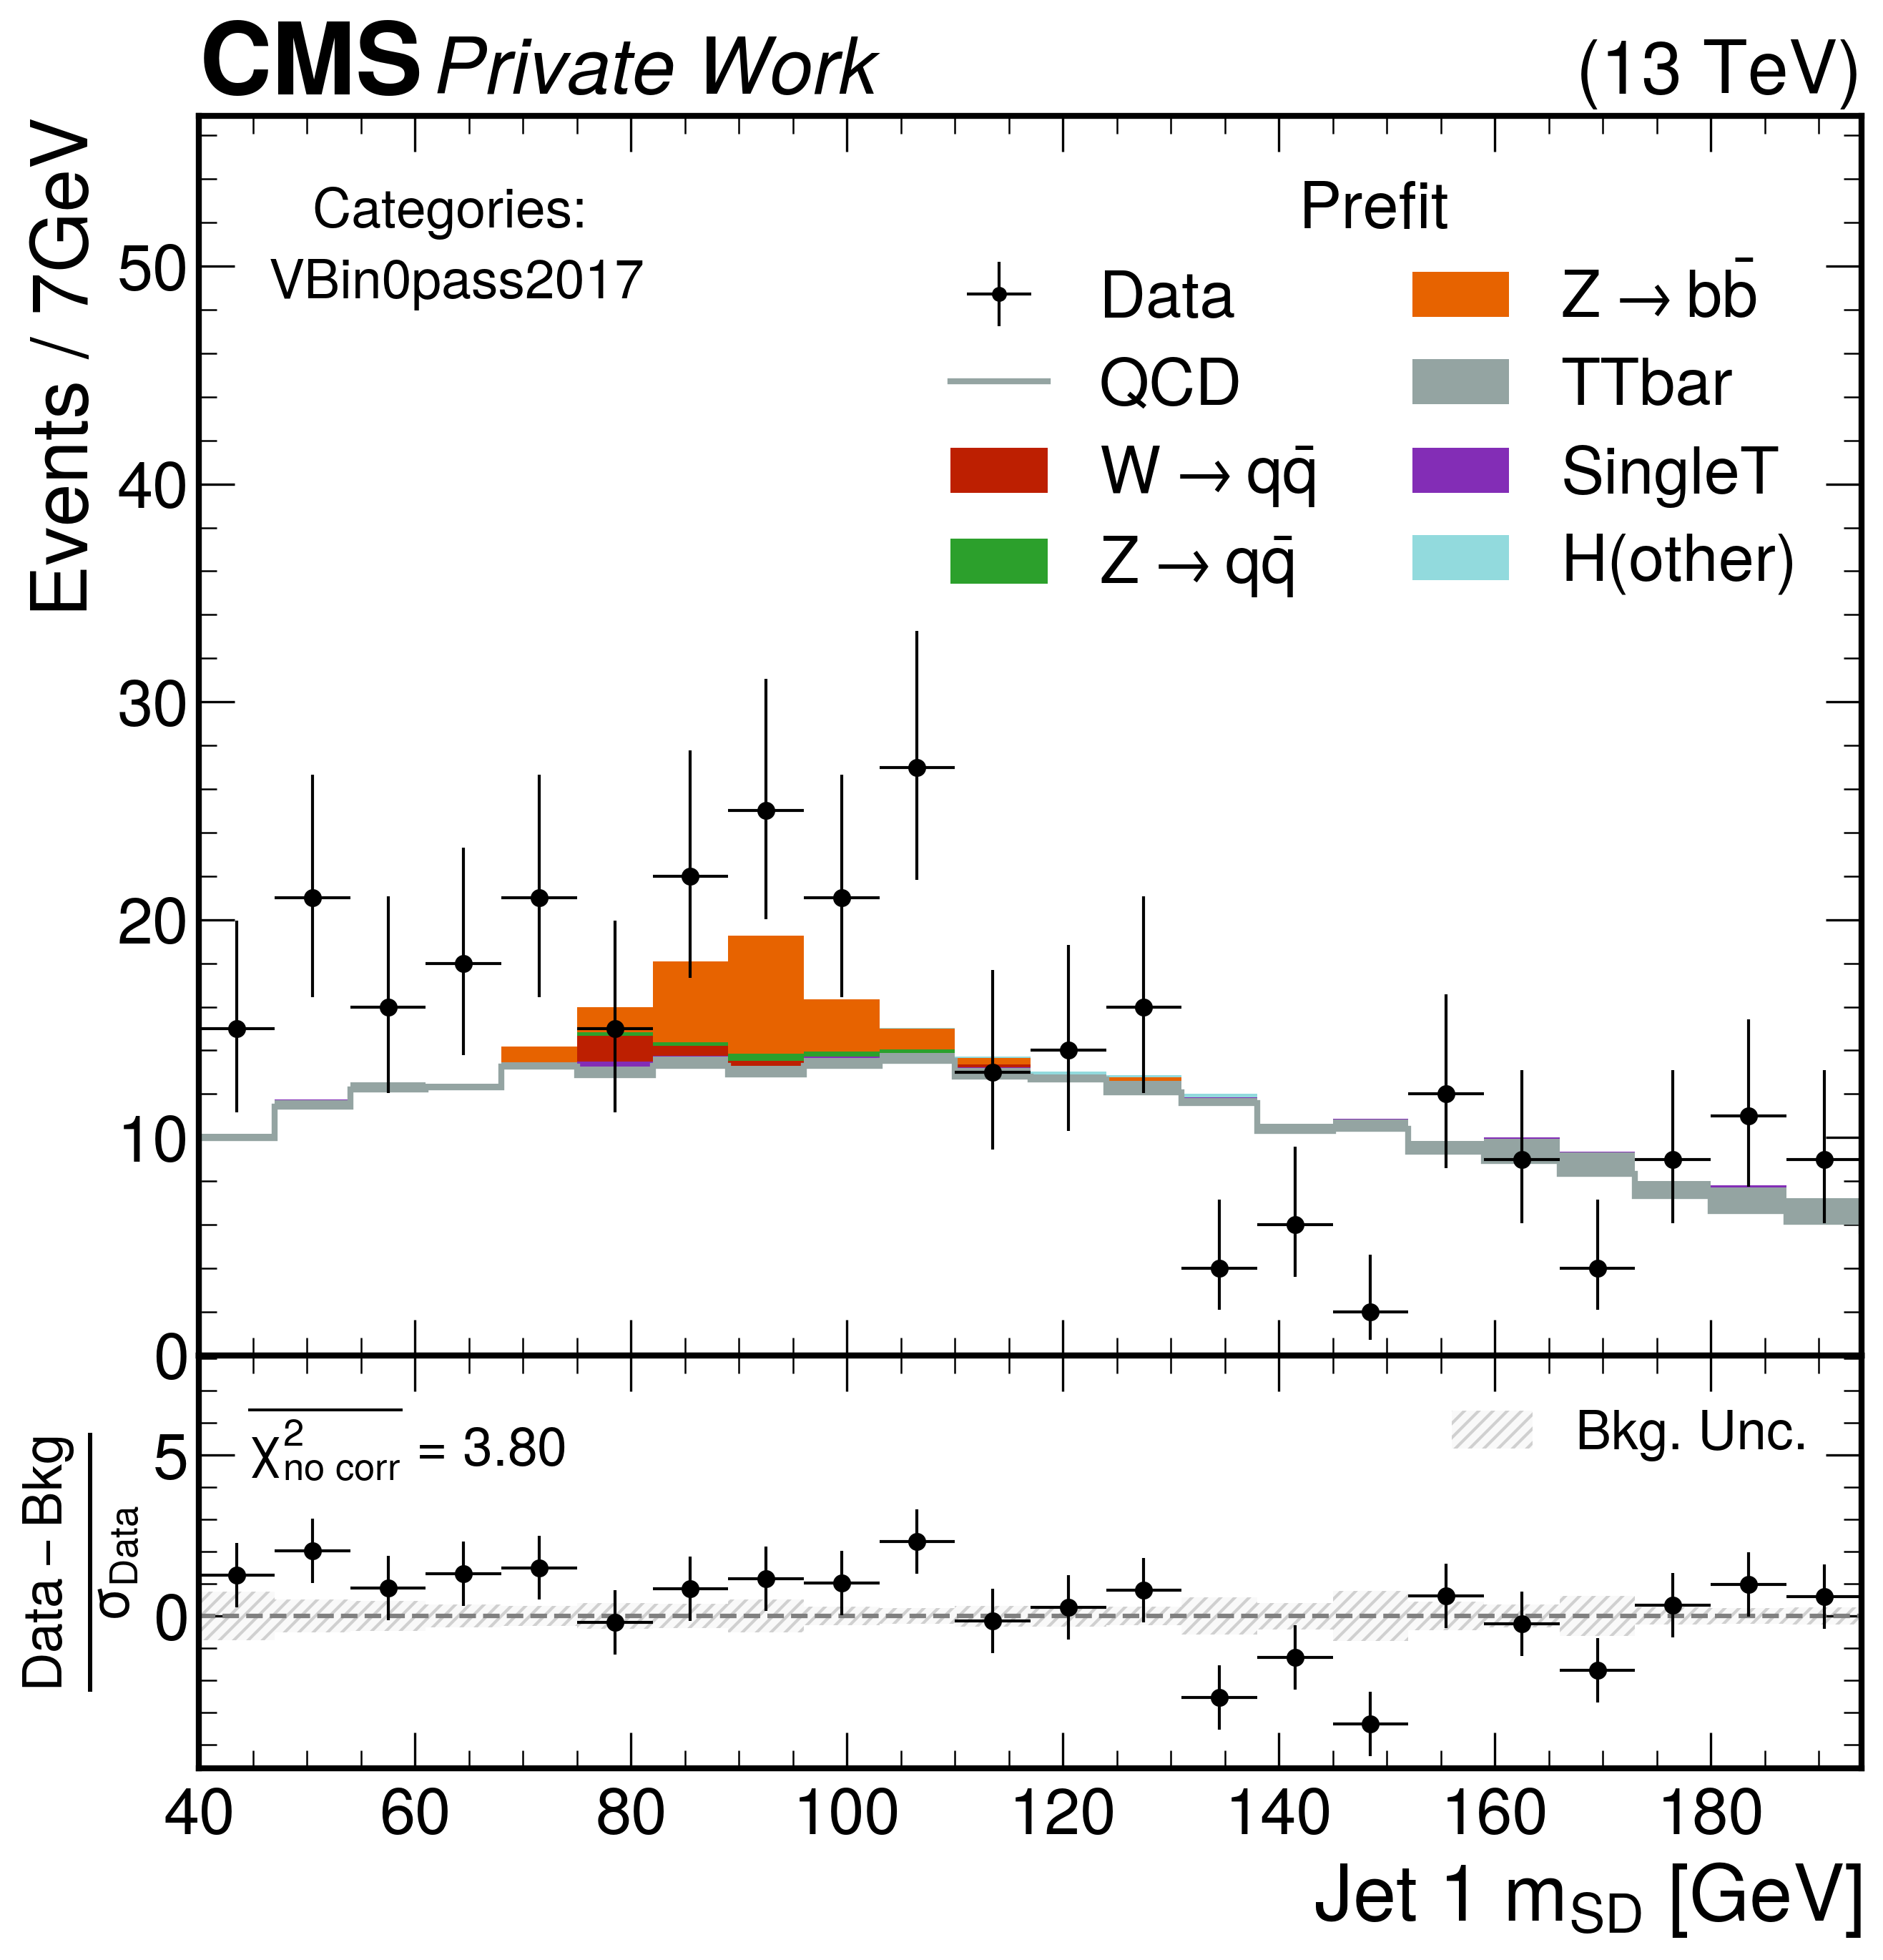 CMS Private Work (13 TeV)
Events / 7GeV
Categories:
VBin0pass2017
Prefit
Data
QCD
W → qq̄
Z → qq̄
Z → bb̄
TTbar
SingleT
H(other)
50
40
30
20
10
0
Data − Bkg
σData
χ²no corr = 3.80
Bkg. Unc.
5
0
40 60 80 100 120 140 160 180
Jet 1 mSD [GeV]